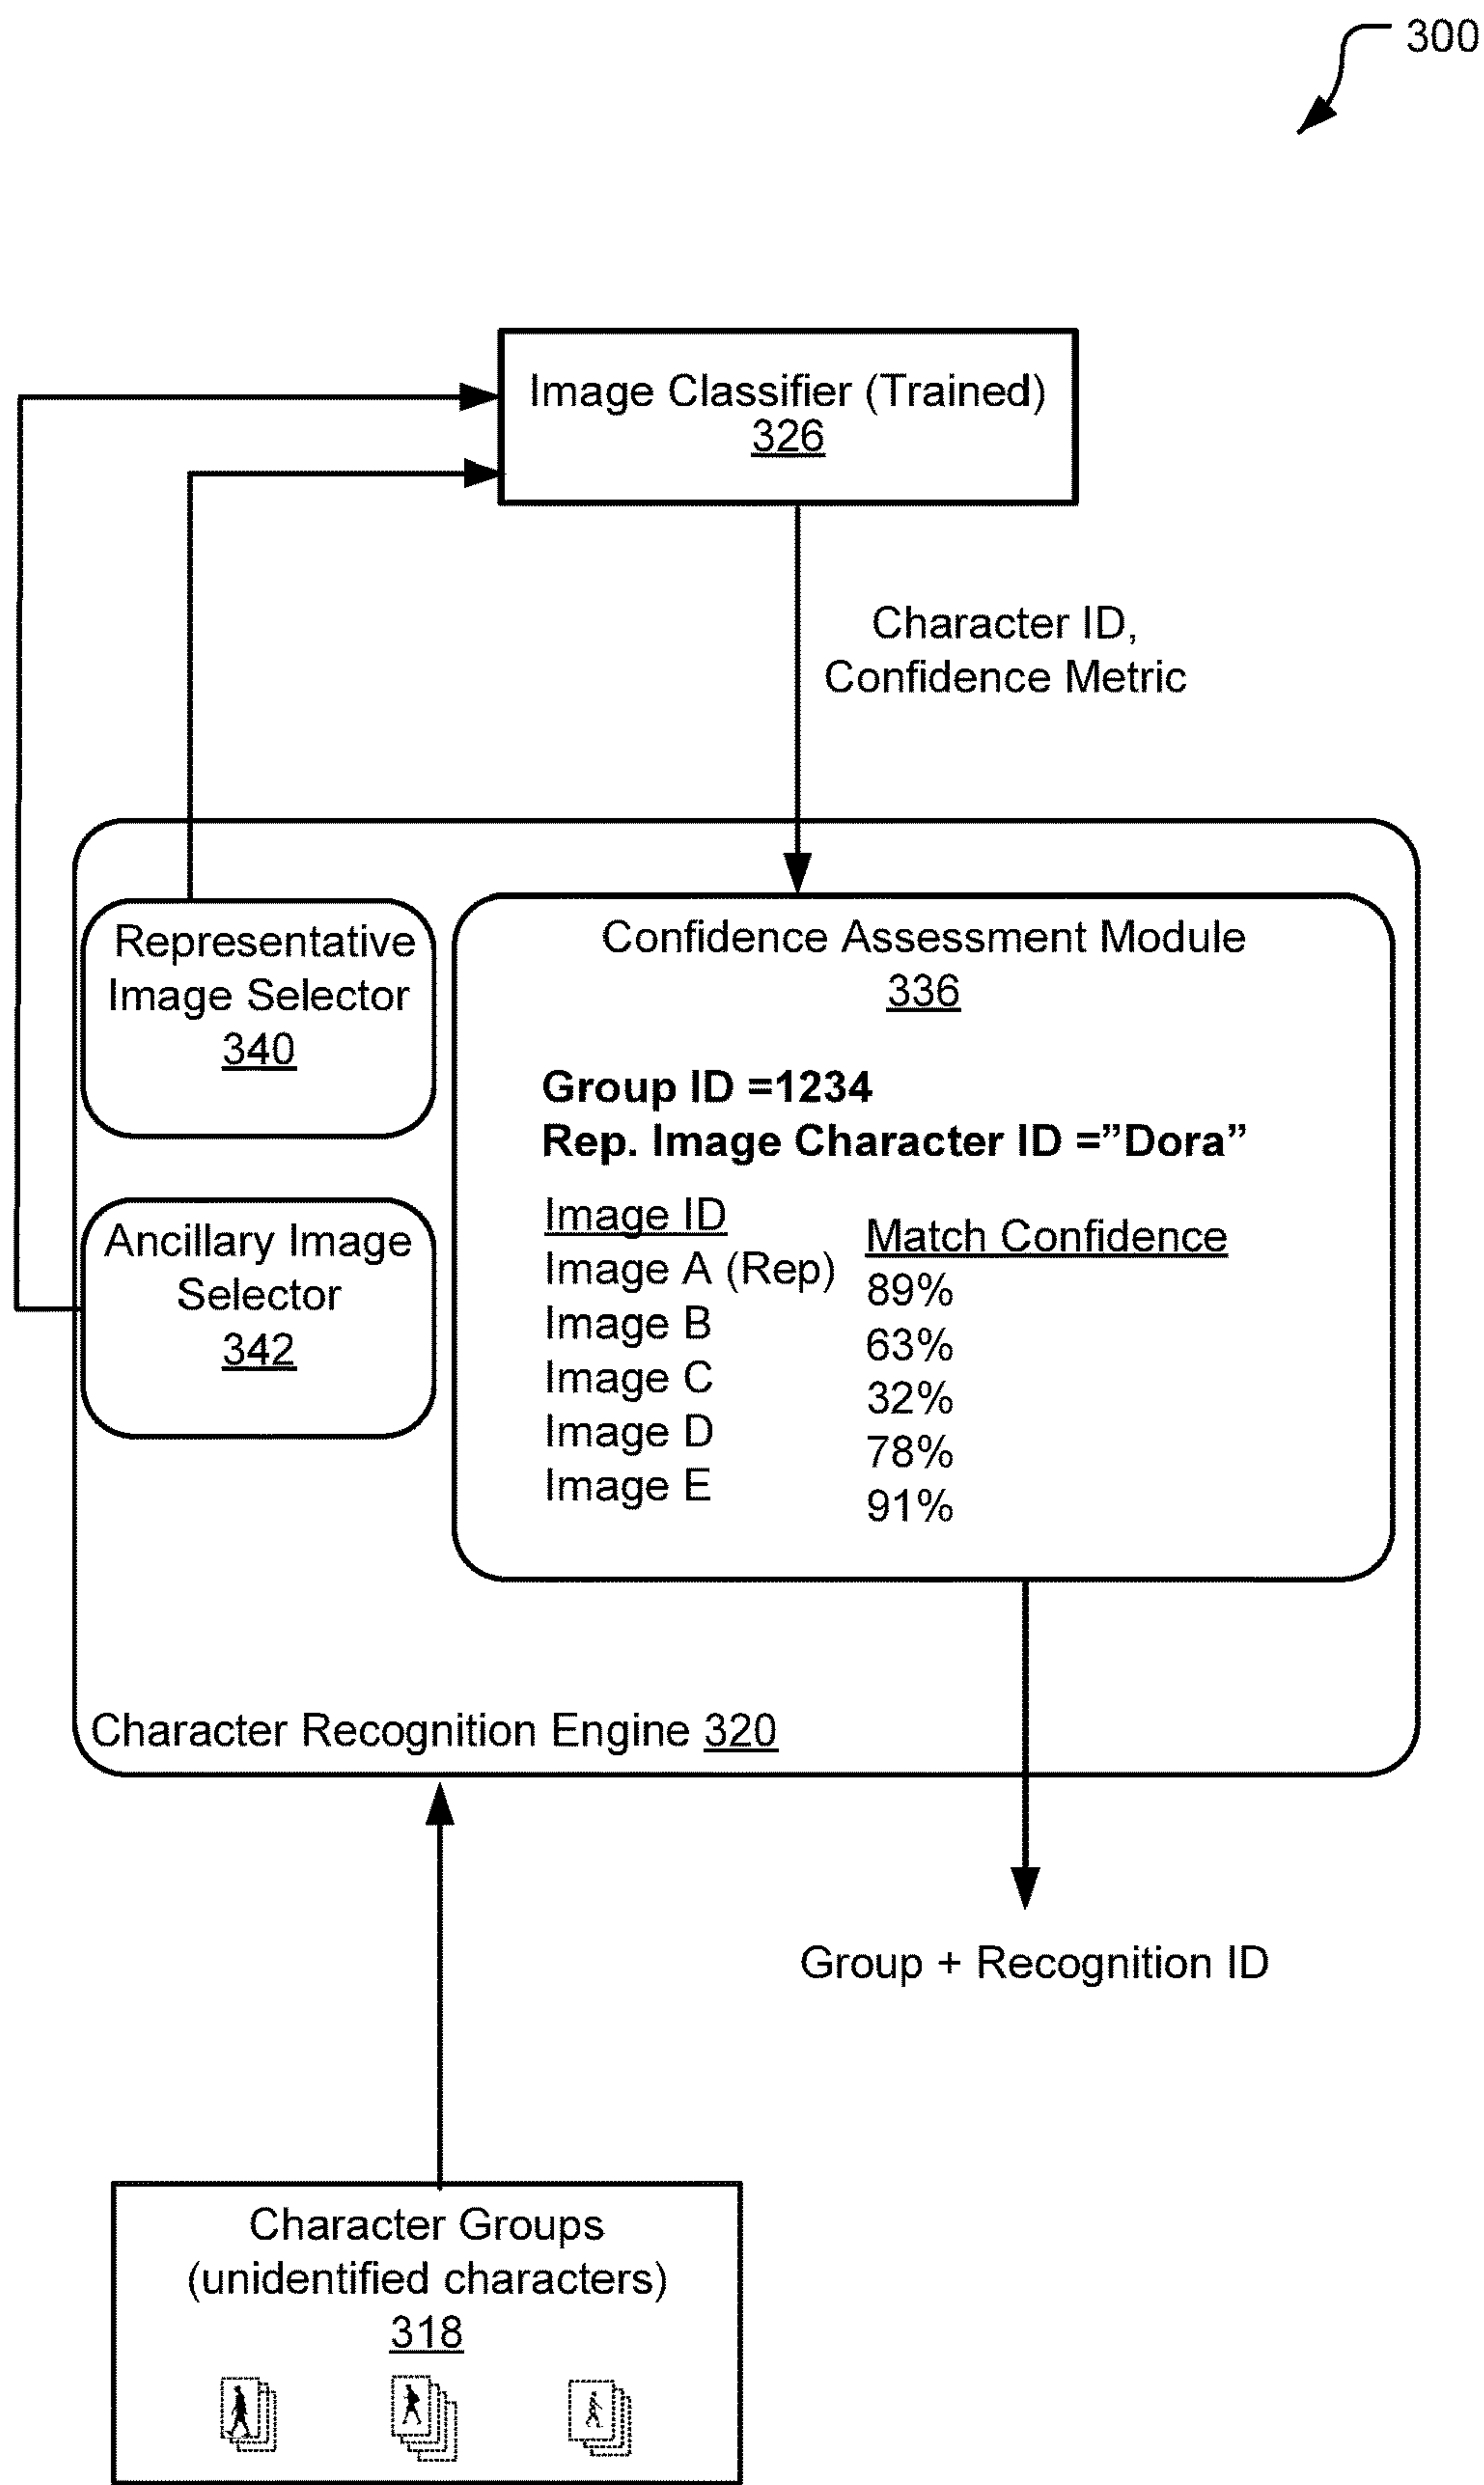 300
Image Classifier (Trained)
326
Character ID,
Confidence Metric
Representative
Image Selector
340
Ancillary Image
Selector
342
Confidence Assessment Module
336
Group ID =1234
Rep. Image Character ID =”Dora”
Image ID
Image A (Rep)
Image B
Image C
Image D
Image E
Match Confidence
89%
63%
32%
78%
91%
Character Recognition Engine 320
Group + Recognition ID
Character Groups
(unidentified characters)
318